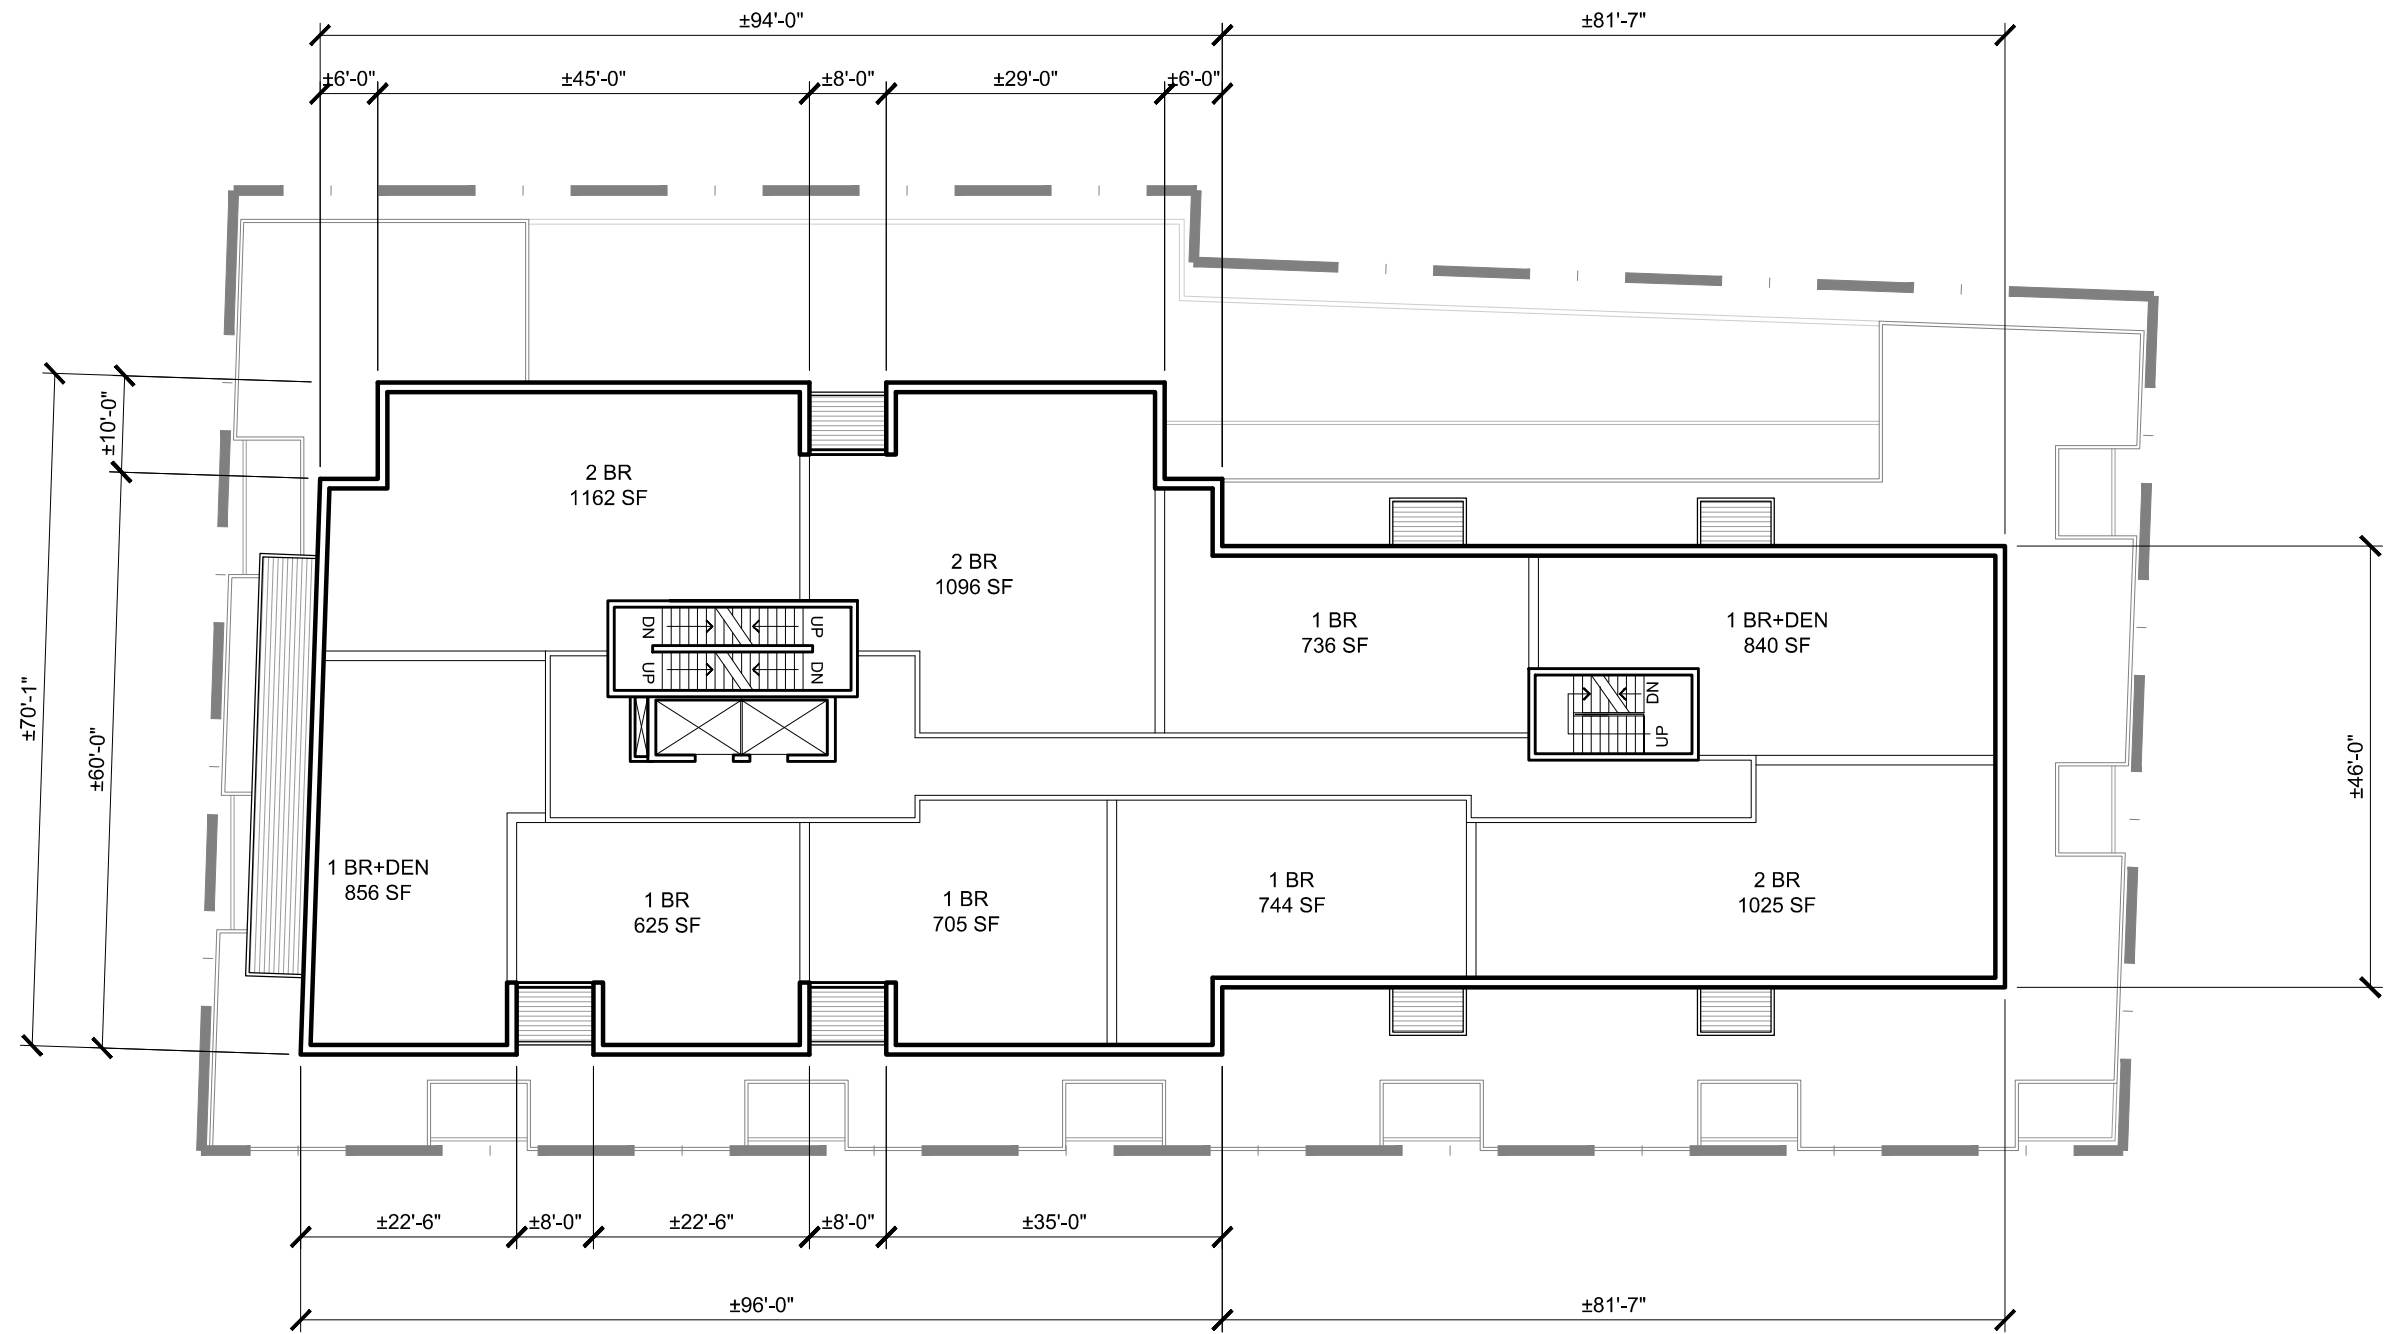 ±94'-0"
±81'-7"
±6'-0"
±45'-0"
±8'-0"
±29'-0"
±6'-0"
±10'-0"
±70'-1"
±60'-0"
±46'-0"
2 BR
1162 SF
2 BR
1096 SF
1 BR
736 SF
1 BR+DEN
840 SF
DN
UP
UP
DN
DN
UP
1 BR+DEN
856 SF
1 BR
625 SF
1 BR
705 SF
1 BR
744 SF
2 BR
1025 SF
±22'-6"
±8'-0"
±22'-6"
±8'-0"
±35'-0"
±96'-0"
±81'-7"